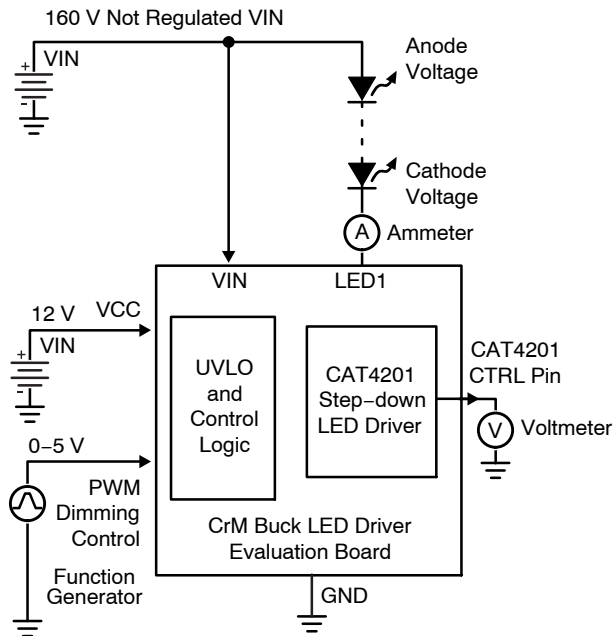 160 V Not Regulated VIN
+
VIN
-
Anode
Voltage
Cathode
Voltage
A
Ammeter
VIN
LED1
12 V
VCC
+
VIN
-
UVLO
and
Control
Logic
CAT4201
Step−down
LED Driver
CAT4201
CTRL Pin
V
Voltmeter
0−5 V
PWM
Dimming
Control
Function
Generator
CrM Buck LED Driver
Evaluation Board
GND